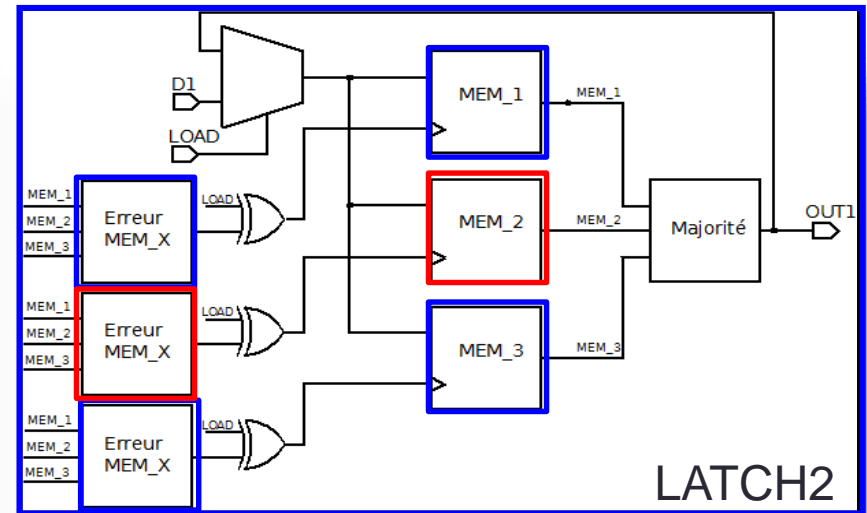 D1
LOAD
MEM_1
MEM_1
MEM_1
MEM_2
MEM_3
Erreur
MEM_X
LOAD
MEM_2
MEM_2
Majorité
OUT1
MEM_1
MEM_2
MEM_3
Erreur
MEM_X
LOAD
MEM_3
MEM_3
MEM_1
MEM_2
MEM_3
Erreur
MEM_X
LOAD
LATCH2